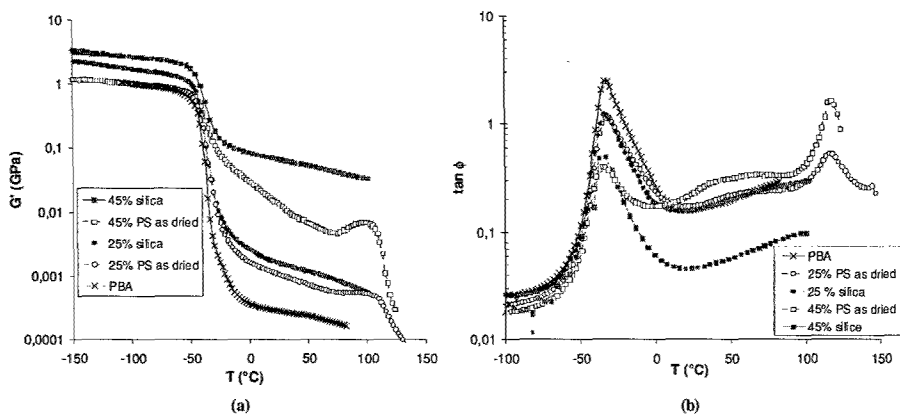 10
1
0,1
0,01
0,001
0,0001
G' (GPa)
45% silica
45% PS as dried
25% silica
25% PS as dried
PBA
-150 -100 -50 0 50 100 150
T (°C)
(a)
10
1
0,1
0,01
tan ϕ
PBA
25% PS as dried
25 % silica
45% PS as dried
45% silice
-100 -50 0 50 100 150
T (°C)
(b)